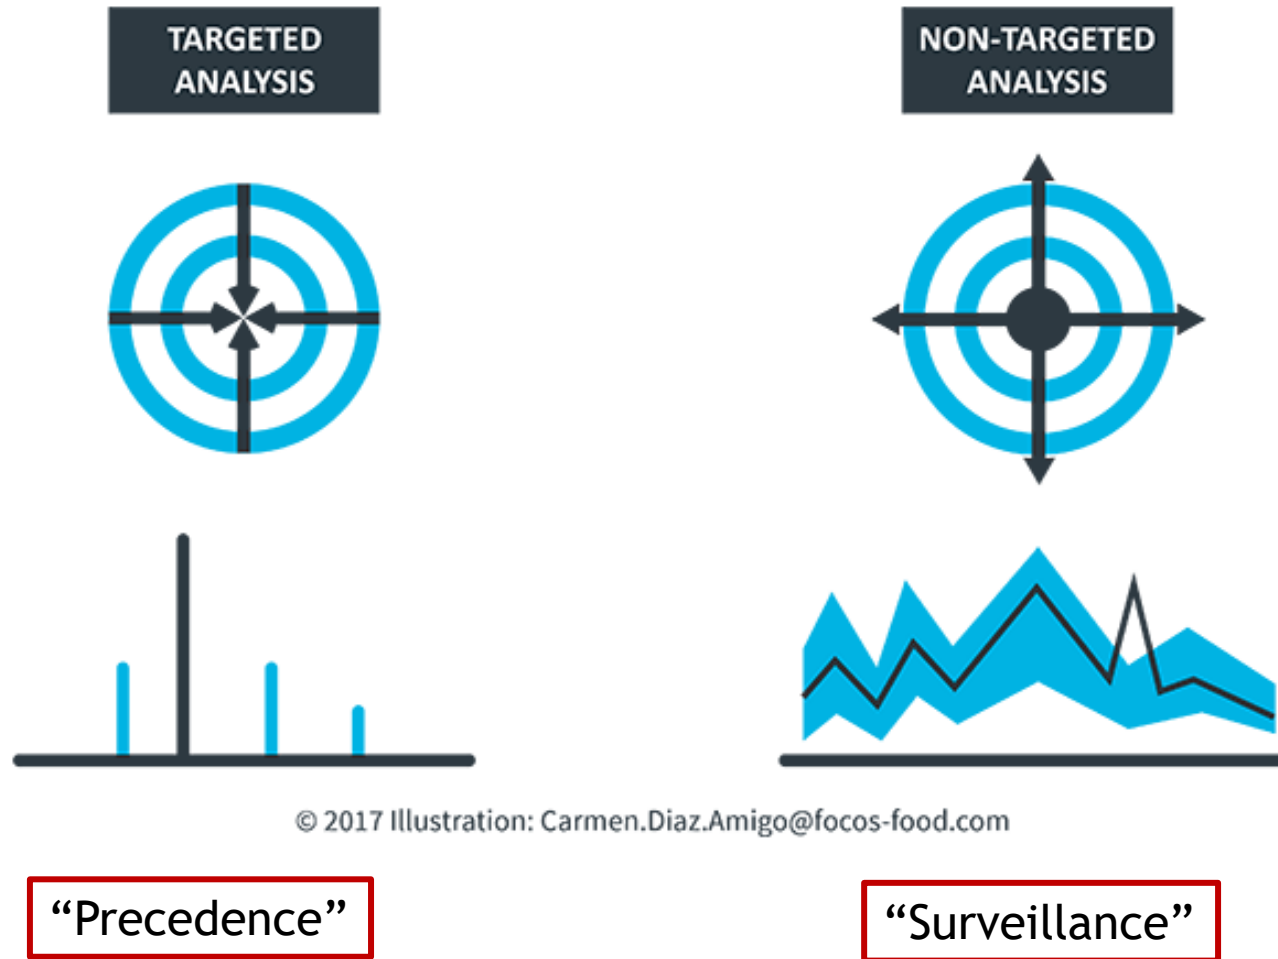 TARGETED
ANALYSIS
NON-TARGETED
ANALYSIS
© 2017 Illustration: Carmen.Diaz.Amigo@focos-food.com
“Precedence”
“Surveillance”